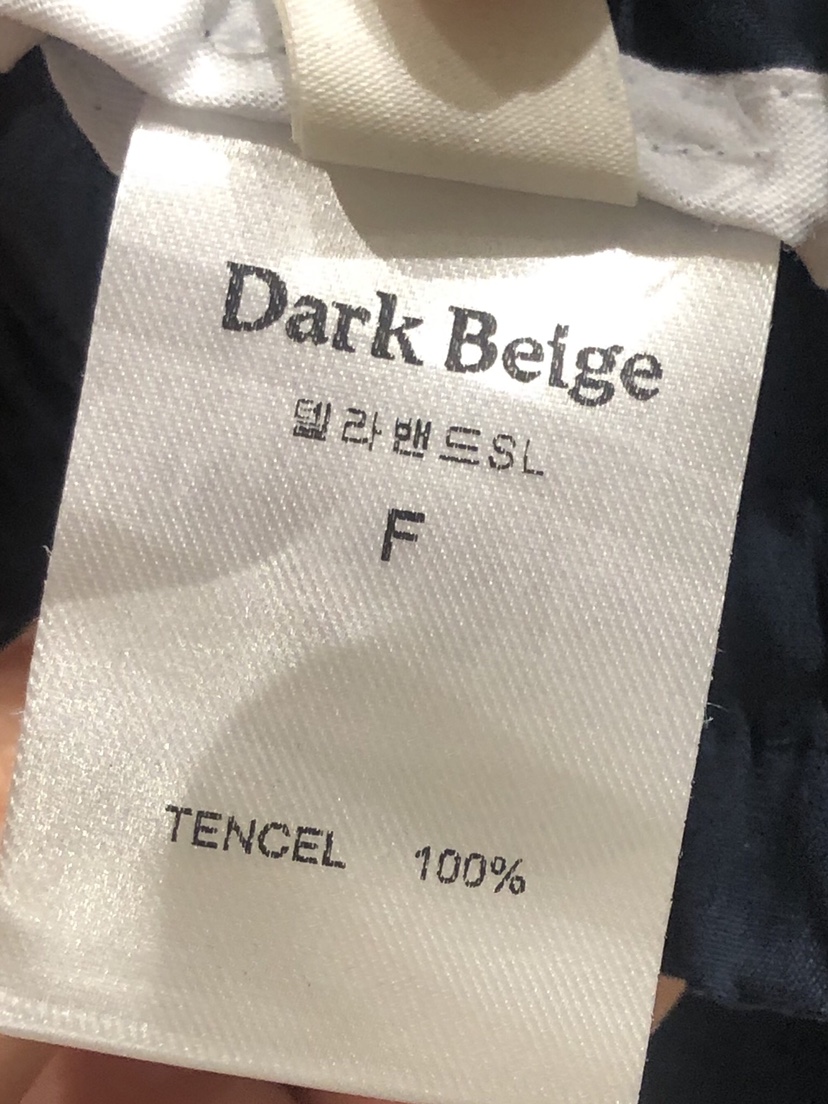 Dark Beige
델라밴드SL
F
TENCEL 100%